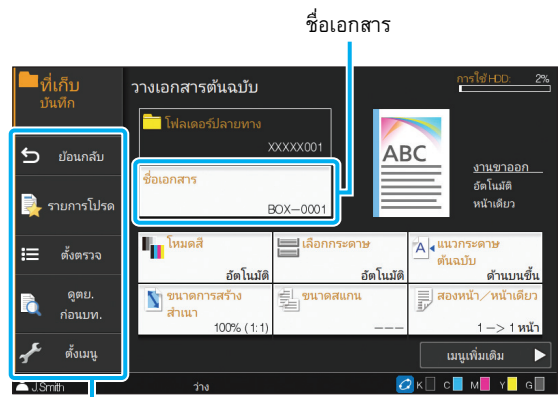 ชื่อเอกสาร
ที่เก็บ
บันทึก
วางเอกสารต้นฉบับ
การใช้ HDD: 2%
โฟลเดอร์ปลายทาง
XXXXX001
ชื่อเอกสาร
BOX-0001
ABC
งานขาออก
อัตโนมัติ
หน้าเดียว
ย้อนกลับ
รายการโปรด
ตั้งตรวจ
ดูตย.
ก่อนบท.
ตั้งเมนู
โหมดสี
อัตโนมัติ
เลือกกระดาษ
อัตโนมัติ
A
แนวกระดาษ
ต้นฉบับ
ด้านบนขึ้น
ขนาดการสร้าง
สำเนา
100% (1:1)
ขนาดสแกน
---
สองหน้า/หน้าเดียว
1 -> 1 หน้า
เมนูเพิ่มเติม
J.Smith
ว่าง
K C M Y G